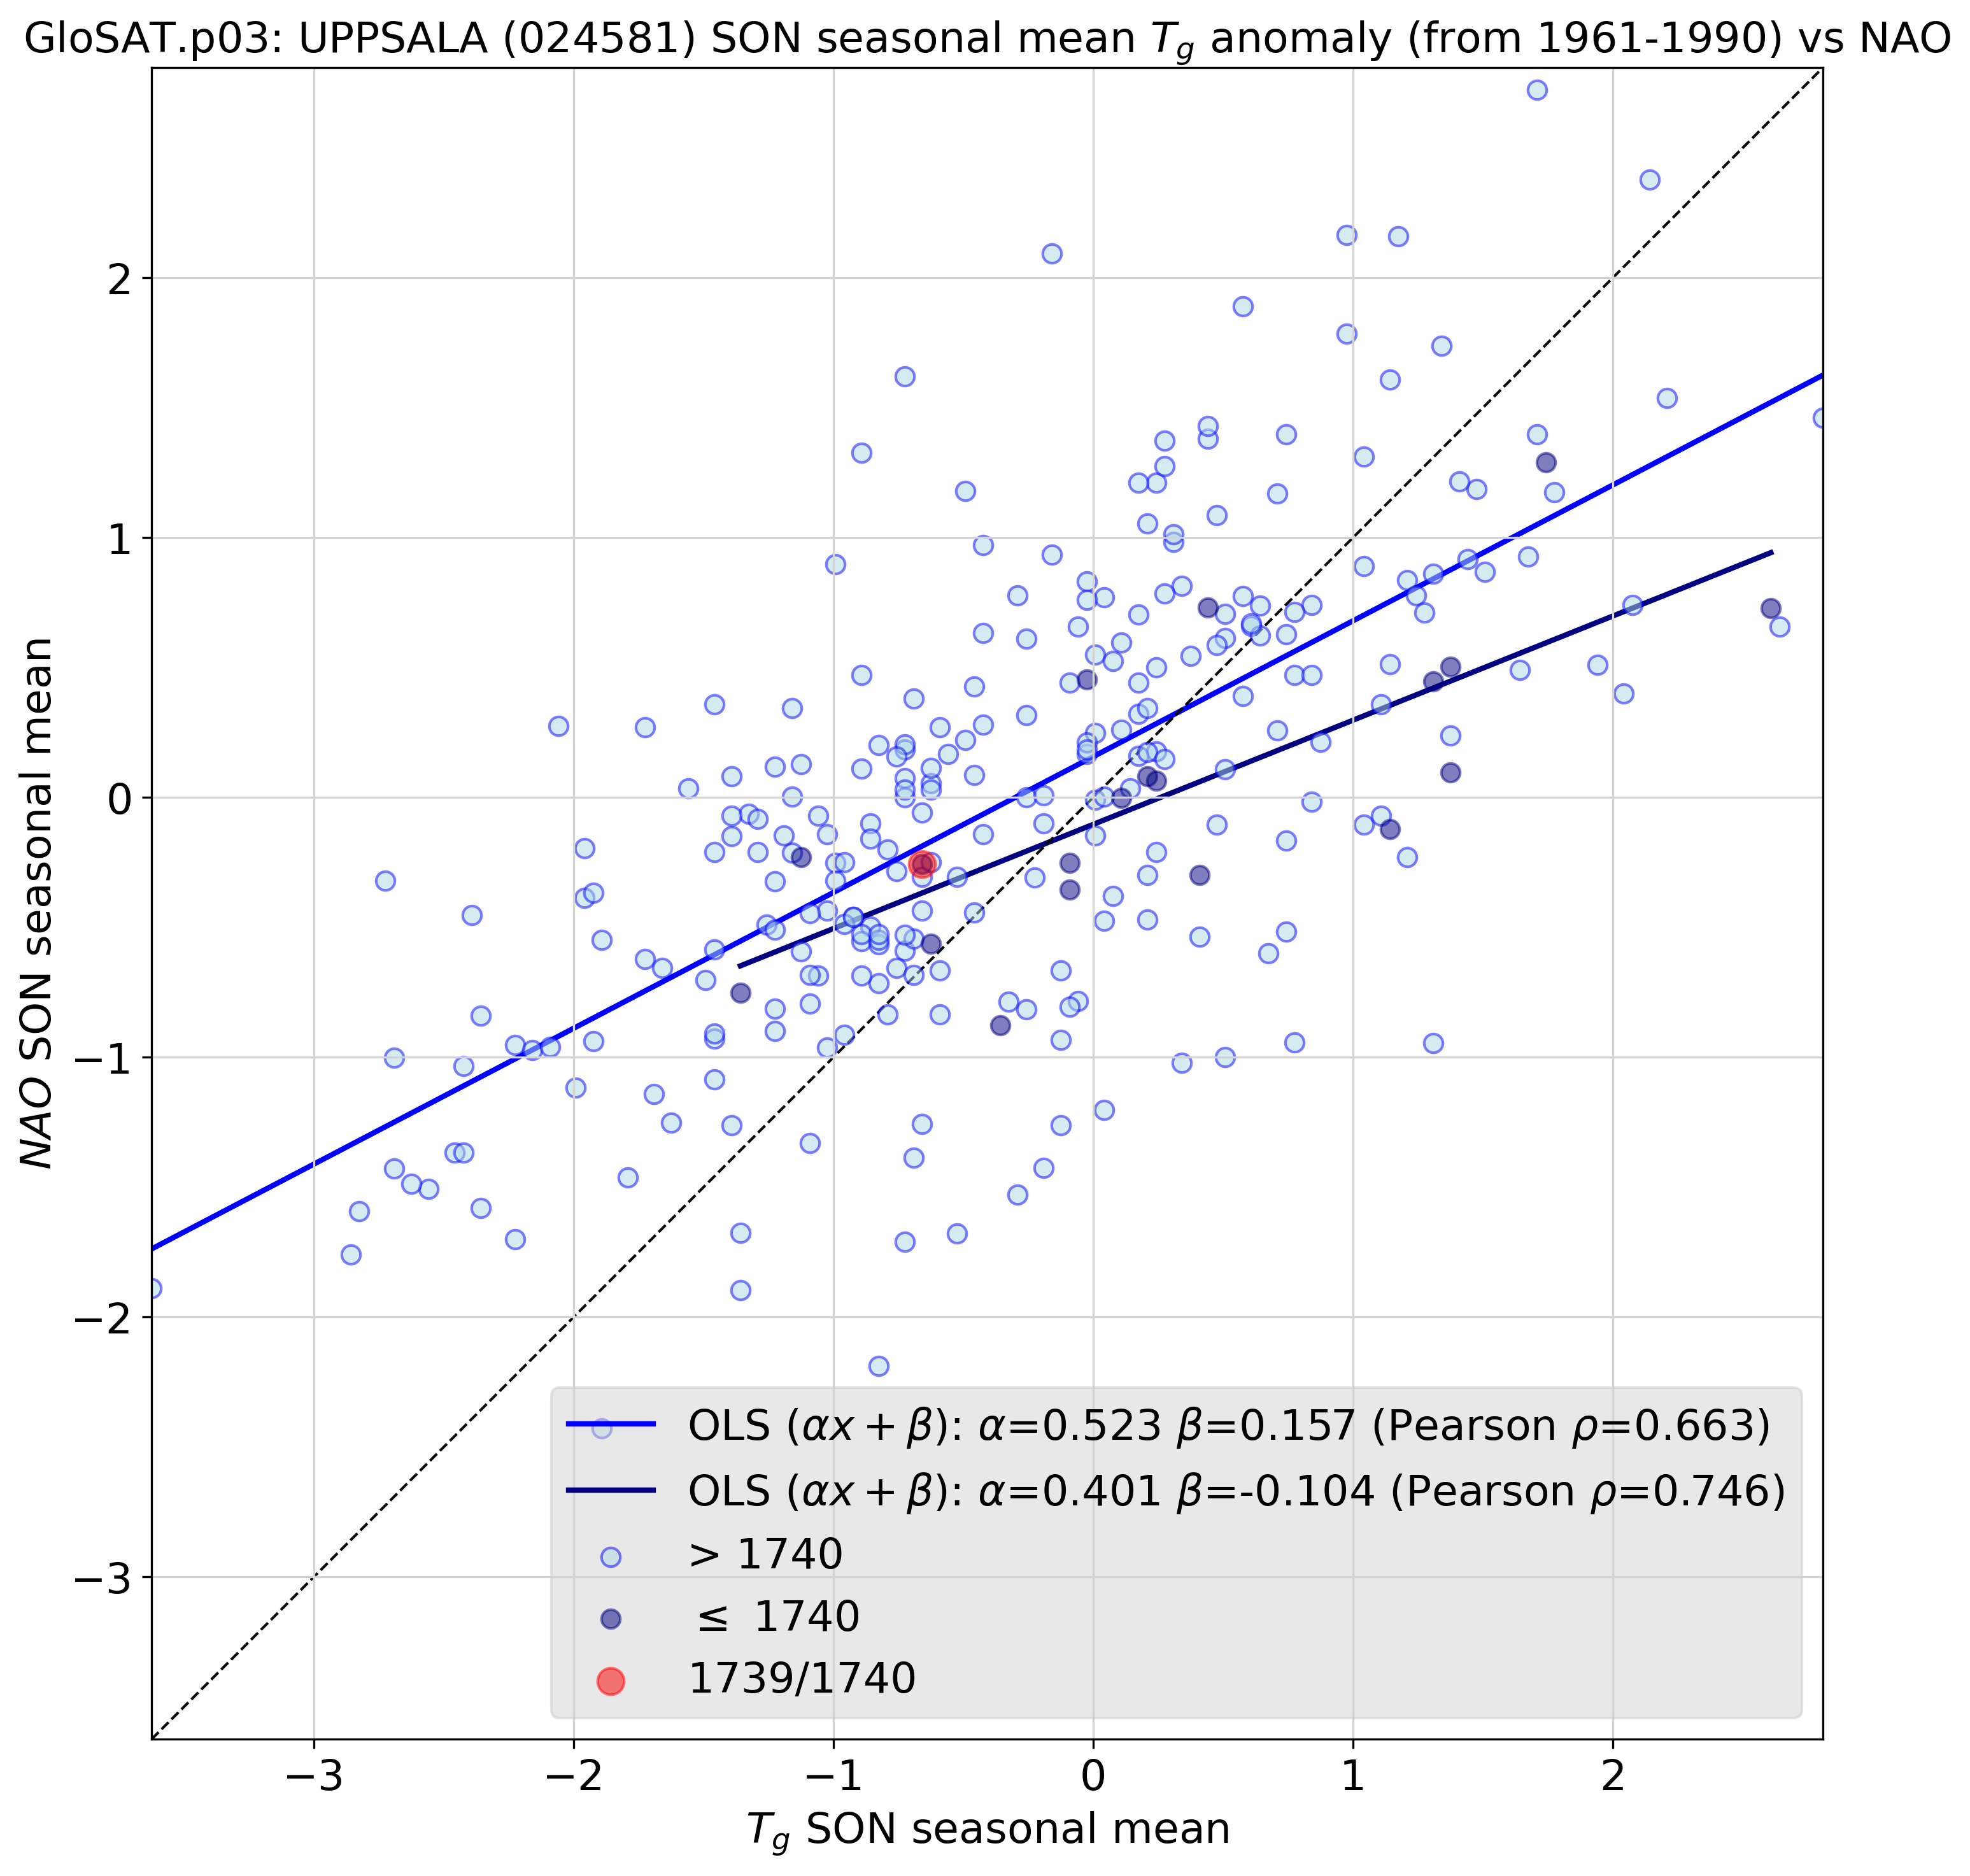 GloSAT.p03: UPPSALA (024581) SON seasonal mean T_g anomaly (from 1961-1990) vs NAO
NAO SON seasonal mean
2
1
0
−1
−2
−3
OLS (αx + β): α=0.523 β=0.157 (Pearson ρ=0.663)
OLS (αx + β): α=0.401 β=-0.104 (Pearson ρ=0.746)
> 1740
≤ 1740
1739/1740
−3 −2 −1 0 1 2
T_g SON seasonal mean